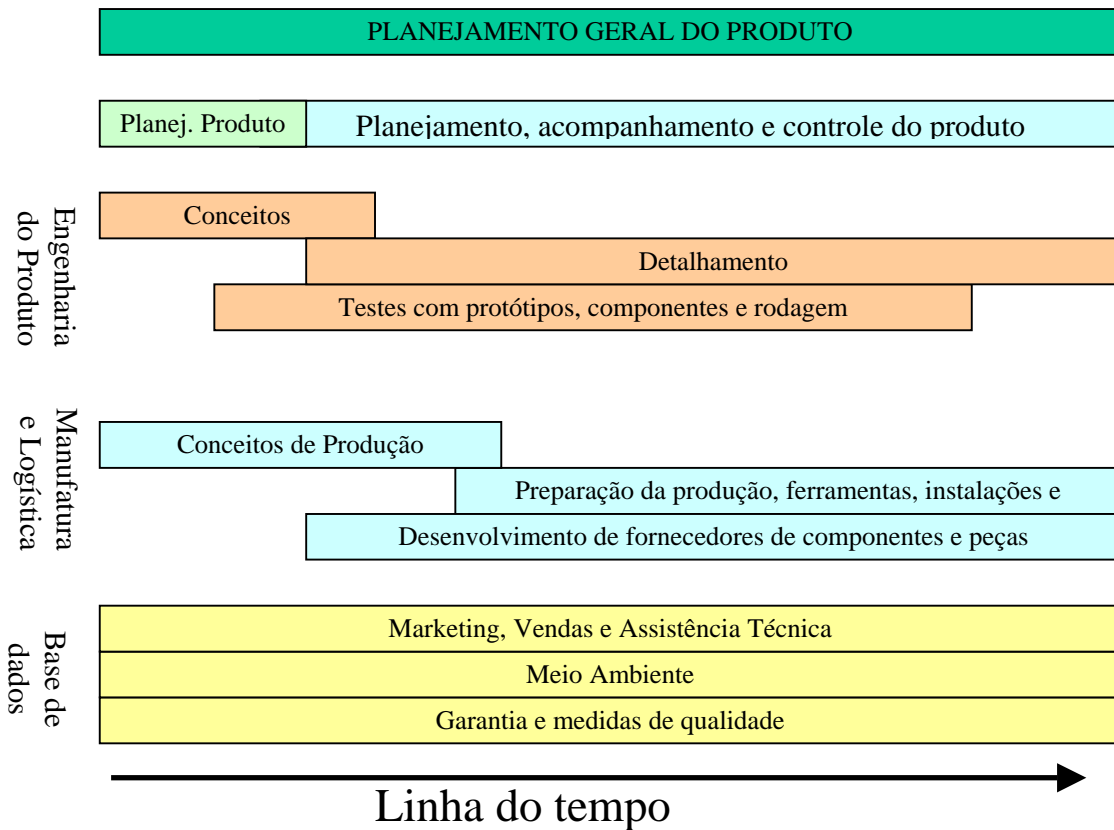 PLANEJAMENTO GERAL DO PRODUTO
Planej. Produto
Planejamento, acompanhamento e controle do produto
Engenharia
do Produto
Conceitos
Detalhamento
Testes com protótipos, componentes e rodagem
Manufatura
e Logística
Conceitos de Produção
Preparação da produção, ferramentas, instalações e
Desenvolvimento de fornecedores de componentes e peças
Base de
dados
Marketing, Vendas e Assistência Técnica
Meio Ambiente
Garantia e medidas de qualidade
Linha do tempo